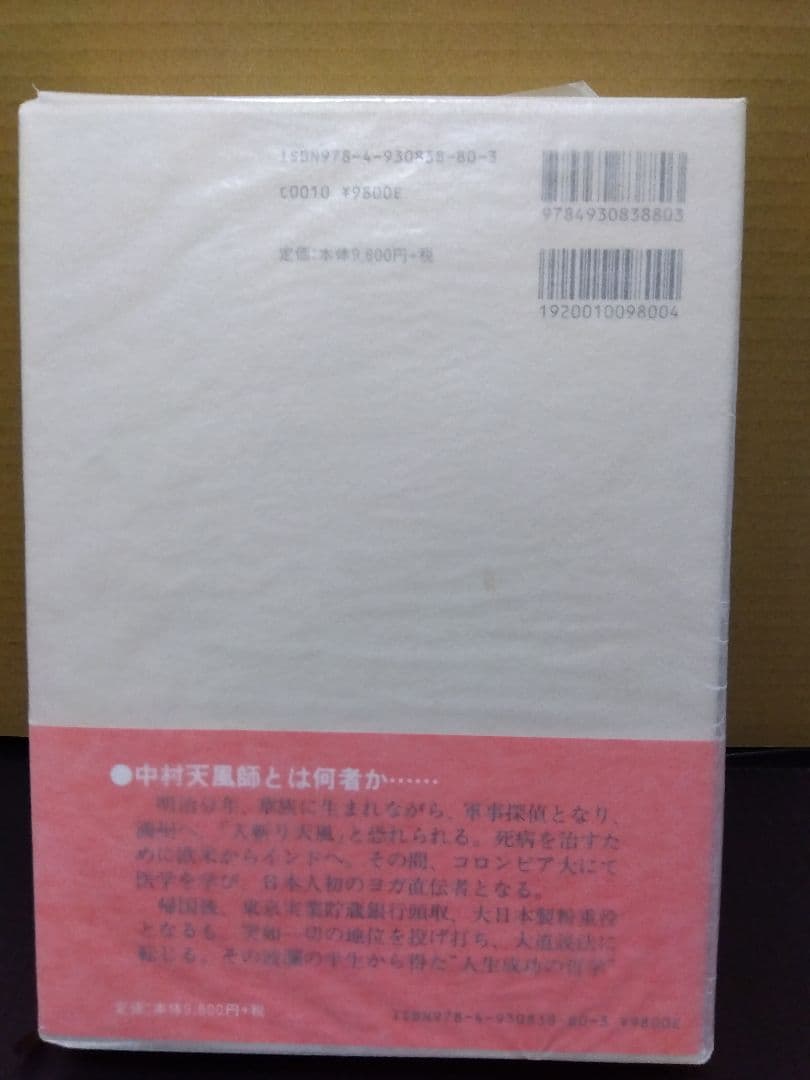 ISBN978-4-930838-80-3
C0010 ¥9800E
定価:本体9,800円+税
9784930838803
1920010098004
●中村天風師とは何者か……
明治9年、華族に生まれながら、軍事探偵となり、
満州へ。「人斬り天風」と恐れられる。死病を治すた
めに欧米からインドへ。その間、コロンビア大にて
医学を学び、日本人初のヨガ直伝者となる。
帰国後、東京実業貯蔵銀行頭取、大日本製粉重役
となるも、突如一切の地位を投げ打ち、大道説法に
転じる。その波瀾の半生から得た“人生成功の哲学”
定価:本体9,800円+税
ISBN978-4-930838-80-3 ¥9800E